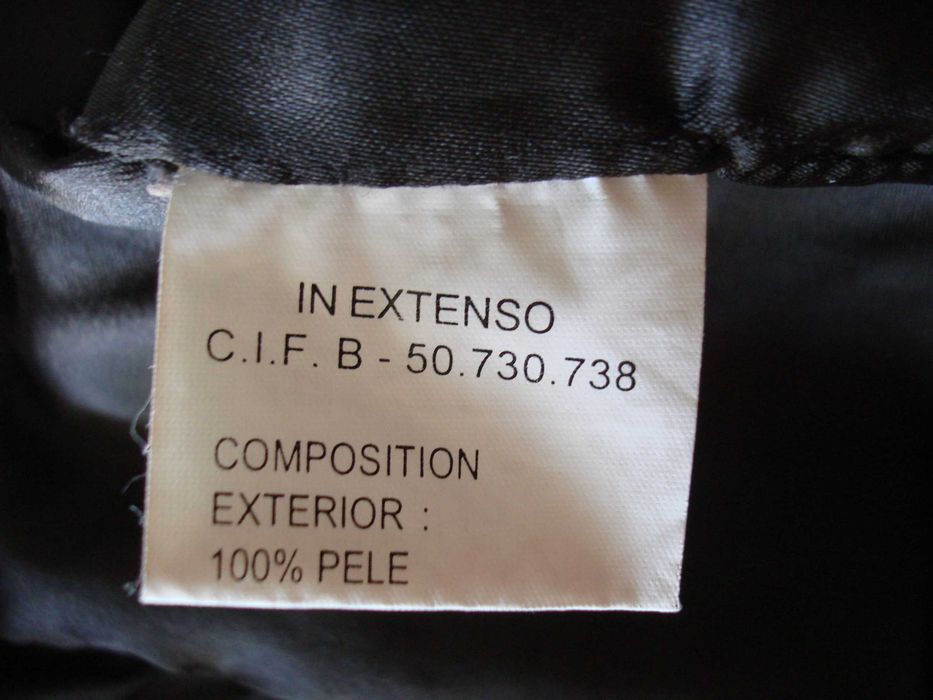 IN EXTENSO
C.I.F. B - 50.730.738
COMPOSITION
EXTERIOR :
100% PELE